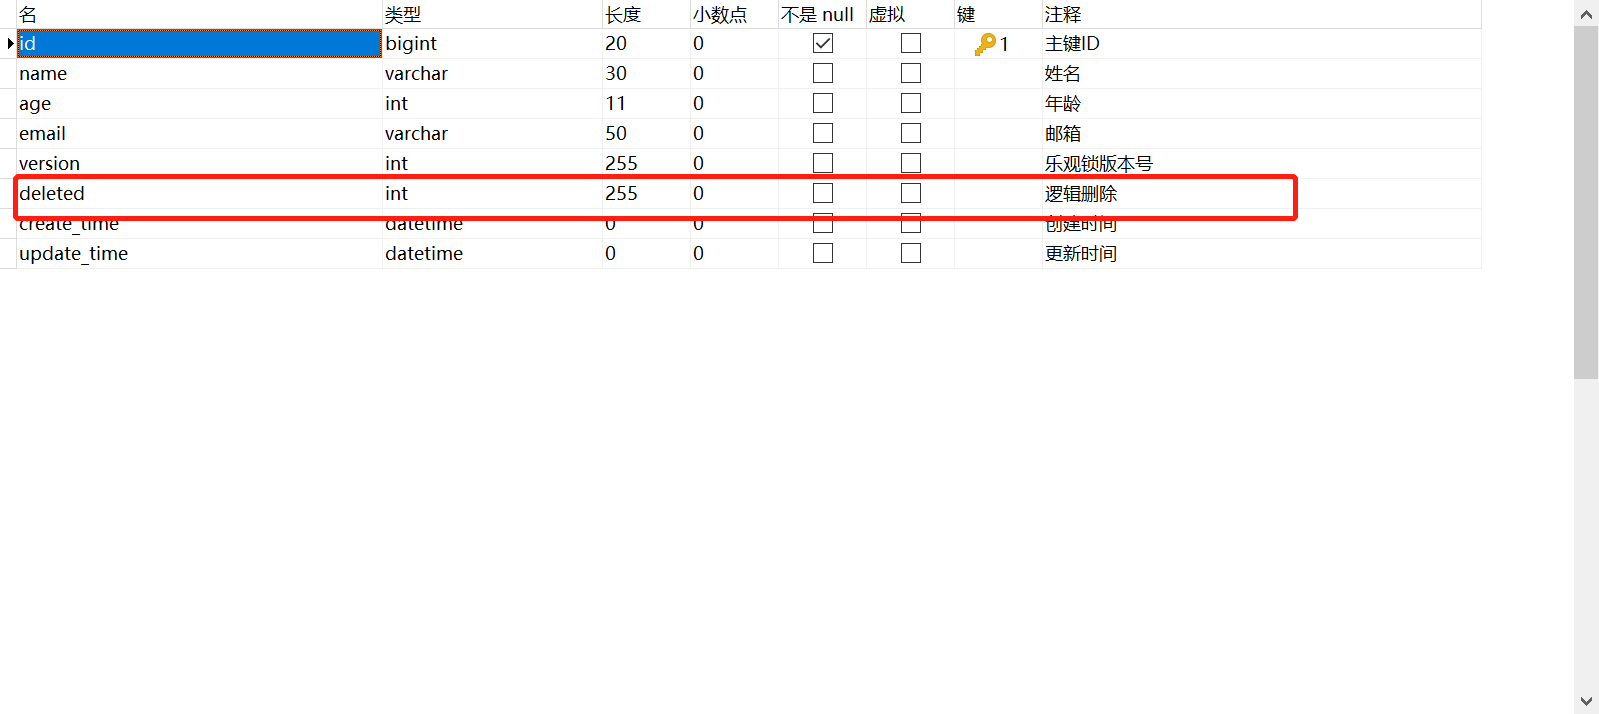 名 类型 长度 小数点 不是 null 虚拟 键 注释
id bigint 20 0 1 主键ID
name varchar 30 0 姓名
age int 11 0 年龄
email varchar 50 0 邮箱
version int 255 0 乐观锁版本号
deleted int 255 0 逻辑删除
create_time datetime 0 0 创建时间
update_time datetime 0 0 更新时间